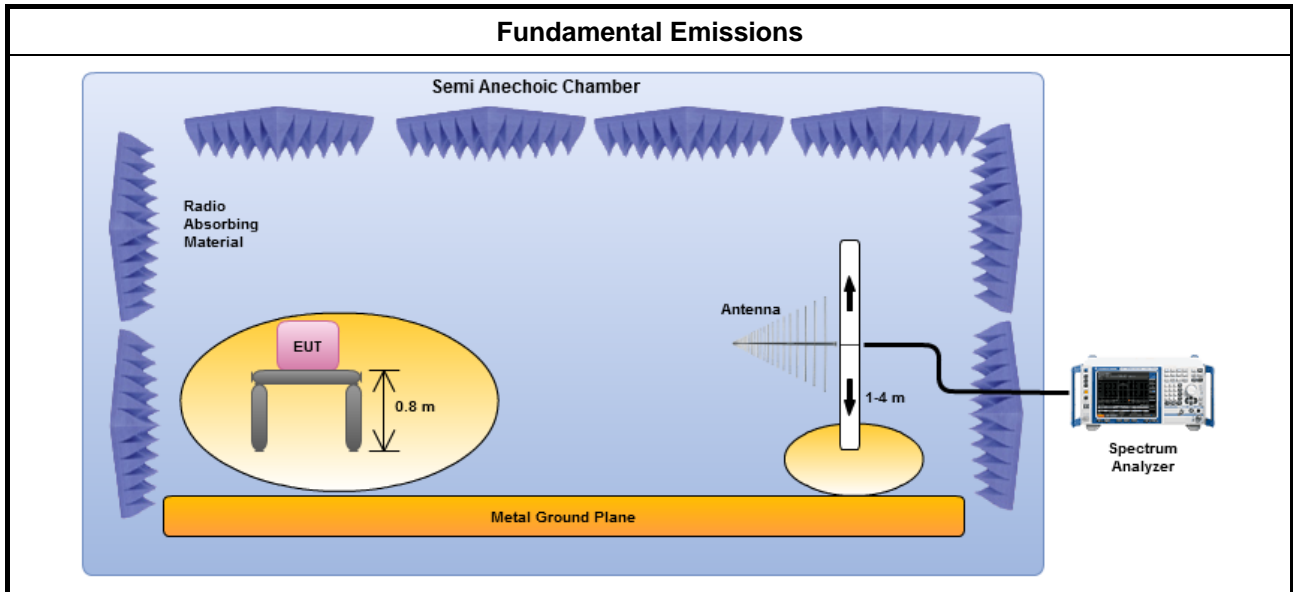 Fundamental Emissions
Semi Anechoic Chamber
Radio
Absorbing
Material
Antenna
EUT
0.8 m
1-4 m
Spectrum
Analyzer
Metal Ground Plane